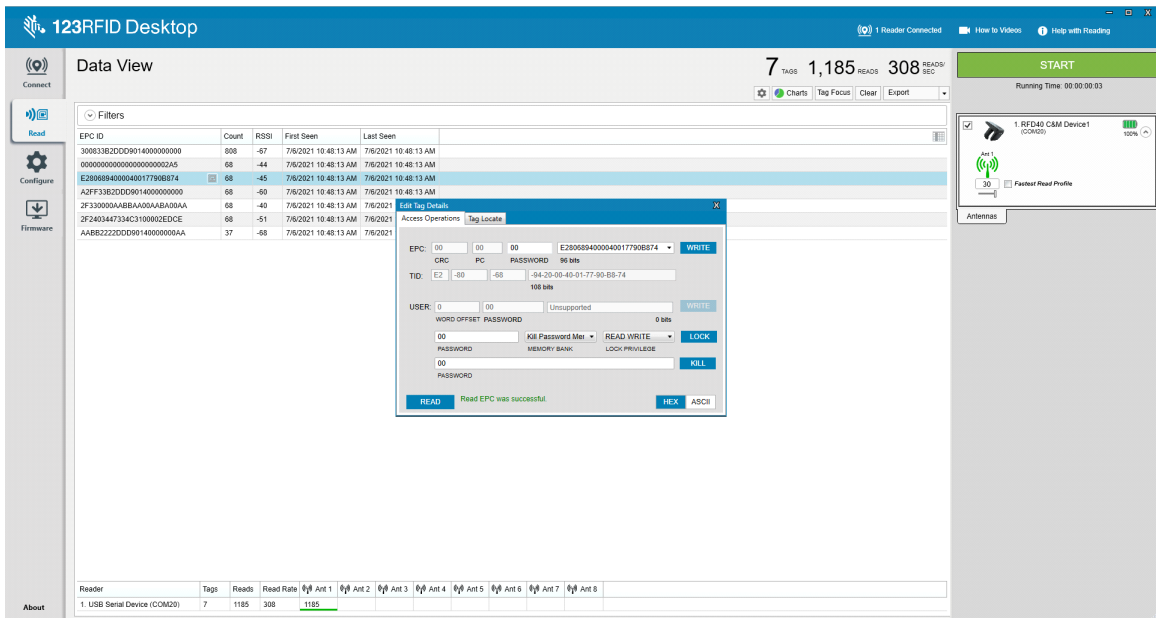 123RFID Desktop
1 Reader Connected
How to Videos
Help with Reading
Connect
Read
Configure
Firmware
About
Data View
7 TAGS 1,185 READS 308 READS/SEC
Charts Tag Focus Clear Export
Filters
EPC ID Count RSSI First Seen Last Seen
300833B2DDD9014000000000 808 -67 7/6/2021 10:48:13 AM 7/6/2021 10:48:13 AM
0000000000000000000002A5 68 -44 7/6/2021 10:48:13 AM 7/6/2021 10:48:13 AM
E2806894000040017790B874 68 -45 7/6/2021 10:48:13 AM 7/6/2021 10:48:13 AM
A2FF33B2DDD9014000000000 68 -60 7/6/2021 10:48:13 AM 7/6/2021 10:48:13 AM
2F330000AABBAA00AABA00AA 68 -40 7/6/2021 10:48:13 AM 7/6/2021
2F2403447334C3100002EDCE 68 -51 7/6/2021 10:48:13 AM 7/6/2021
AABB2222DDD90140000000AA 37 -68 7/6/2021 10:48:13 AM 7/6/2021
Edit Tag Details X
Access Operations Tag Locate
EPC: 00 00 00 E2806894000040017790B874 WRITE
CRC PC PASSWORD 96 bits
TID: E2 -80 -68 -94-20-00-40-01-77-90-B8-74
108 bits
USER: 0 00 Unsupported WRITE
WORD OFFSET PASSWORD 0 bits
00 Kill Password Mer READ WRITE LOCK
PASSWORD MEMORY BANK LOCK PRIVILEGE
00 KILL
PASSWORD
READ Read EPC was successful. HEX ASCII
Reader Tags Reads Read Rate Ant 1 Ant 2 Ant 3 Ant 4 Ant 5 Ant 6 Ant 7 Ant 8
1. USB Serial Device (COM20) 7 1185 308 1185
START
Running Time: 00:00:00:03
1. RFD40 C&M Device1
(COM20)
100%
Ant 1
30 Fastest Read Profile
Antennas